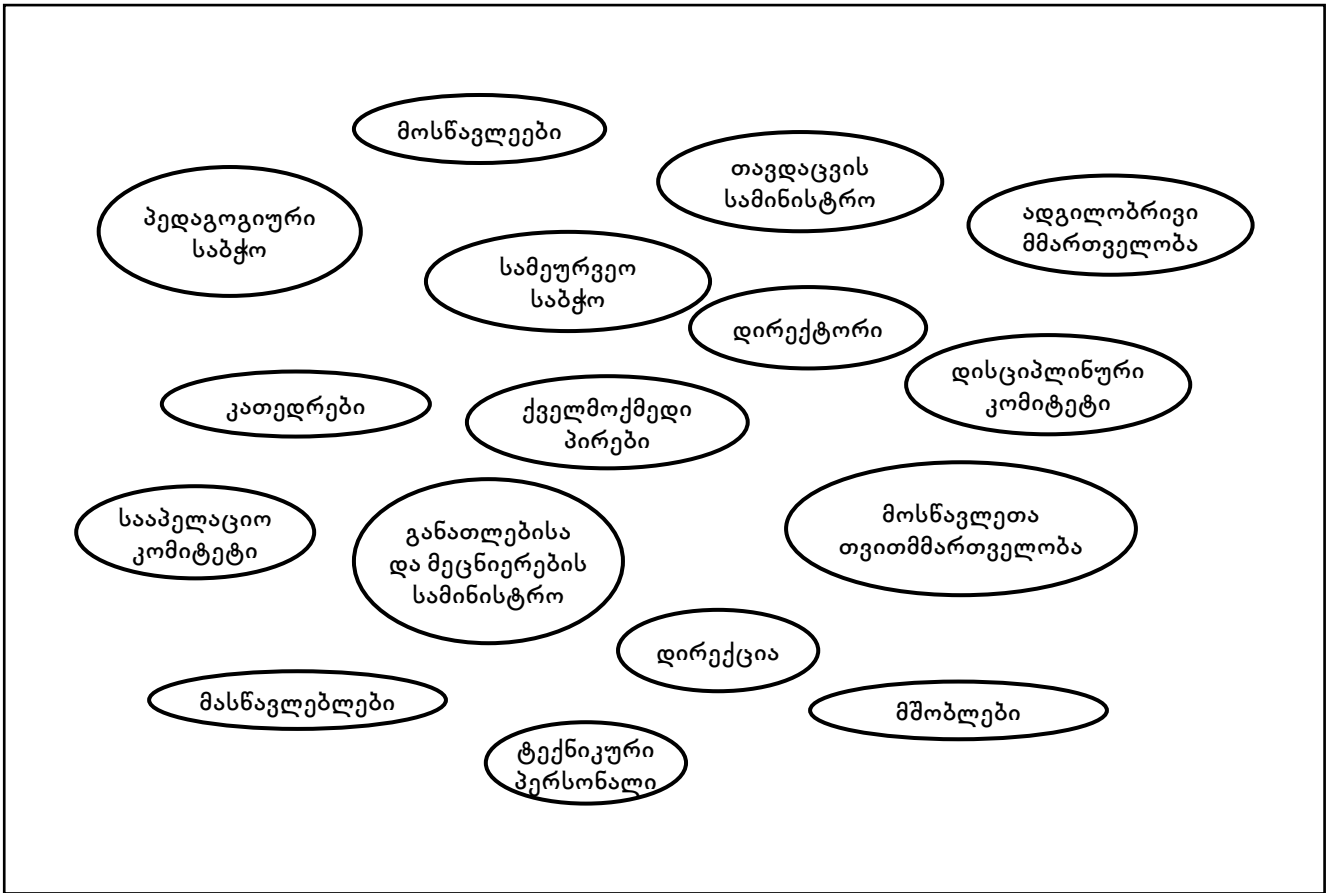 მოსწავლეები
თავდაცვის
სამინისტრო
პედაგოგიური
საბჭო
ადგილობრივი
მმართველობა
სამეურვეო
საბჭო
დირექტორი
დისციპლინური
კომიტეტი
კათედრები
ქველმოქმედი
პირები
სააპელაციო
კომიტეტი
განათლებისა
და მეცნიერების
სამინისტრო
მოსწავლეთა
თვითმმართველობა
დირექცია
მასწავლებლები
მშობლები
ტექნიკური
პერსონალი